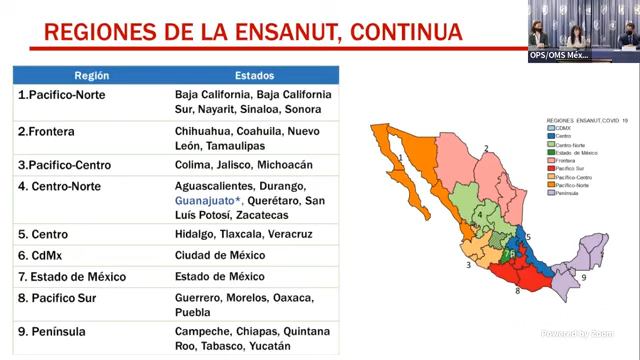 REGIONES DE LA ENSANUT, CONTINUA
OPS/OMS Méx...
Región Estados
1.Pacifico-Norte Baja California, Baja California
Sur, Nayarit, Sinaloa, Sonora
2.Frontera Chihuahua, Coahuila, Nuevo
León, Tamaulipas
3.Pacifico-Centro Colima, Jalisco, Michoacán
4. Centro-Norte Aguascalientes, Durango,
Guanajuato*, Querétaro, San
Luís Potosí, Zacatecas
5. Centro Hidalgo, Tlaxcala, Veracruz
6. CdMx Ciudad de México
7. Estado de México Estado de México
8. Pacifico Sur Guerrero, Morelos, Oaxaca,
Puebla
9. Península Campeche, Chiapas, Quintana
Roo, Tabasco, Yucatán
REGIONES ENSANUT.COVID 19
CDMX
Centro
Centro-Norte
Estado de México
Frontera
Pacifico Sur
Pacifico-Centro
Pacifico-Norte
Península
1
2
4
5
7
3
9
8
Powered by Zoom